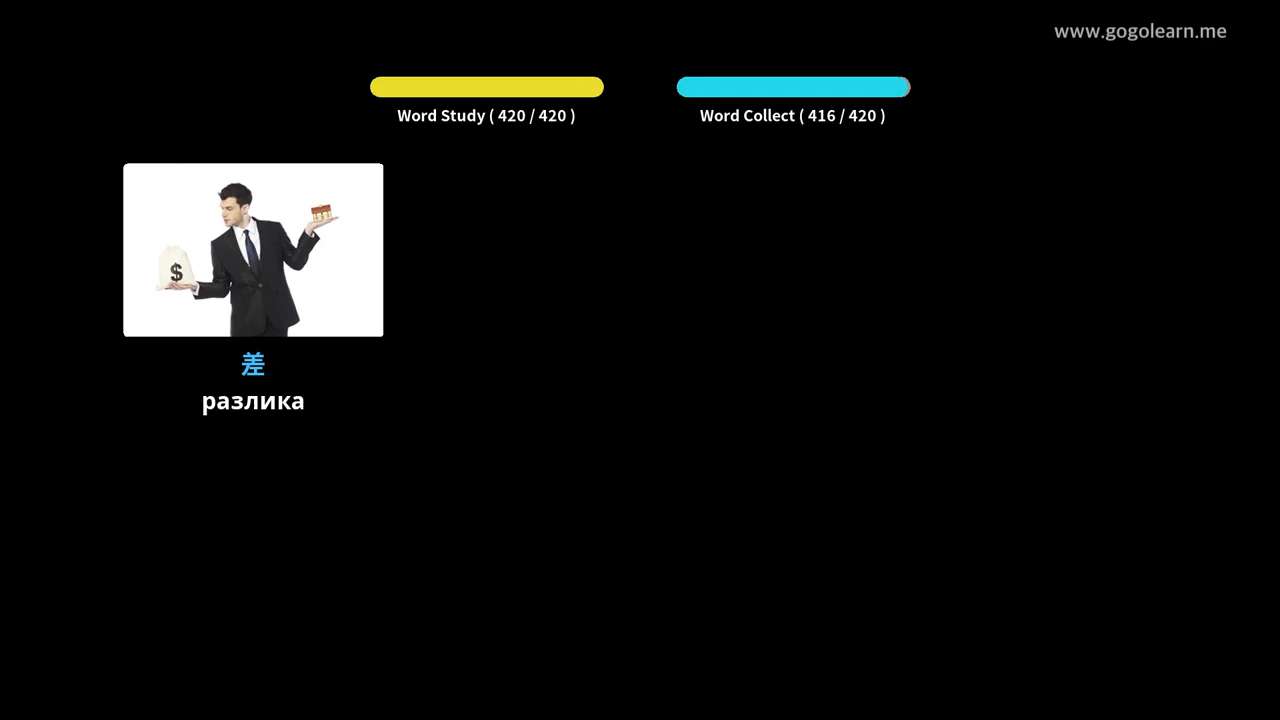 www.gogolearn.me
Word Study ( 420 / 420 )
Word Collect ( 416 / 420 )
$
差
разлика